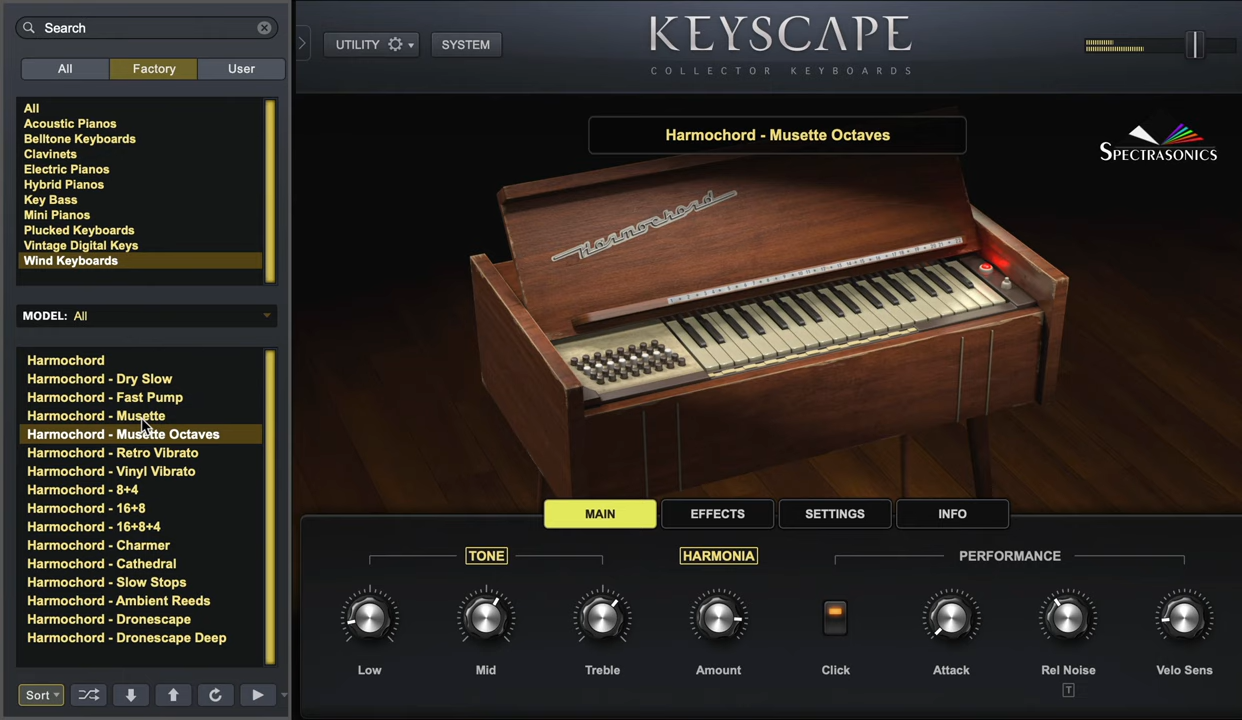 Search
All
Factory
User
All
Acoustic Pianos
Belltone Keyboards
Clavinets
Electric Pianos
Hybrid Pianos
Key Bass
Mini Pianos
Plucked Keyboards
Vintage Digital Keys
Wind Keyboards
MODEL: All
Harmochord
Harmochord - Dry Slow
Harmochord - Fast Pump
Harmochord - Musette
Harmochord - Musette Octaves
Harmochord - Retro Vibrato
Harmochord - Vinyl Vibrato
Harmochord - 8+4
Harmochord - 16+8
Harmochord - 16+8+4
Harmochord - Charmer
Harmochord - Cathedral
Harmochord - Slow Stops
Harmochord - Ambient Reeds
Harmochord - Dronescape
Harmochord - Dronescape Deep
Sort
UTILITY
SYSTEM
KEYSCAPE
COLLECTOR KEYBOARDS
Harmochord - Musette Octaves
SPECTRASONICS
Harmochord
MAIN
EFFECTS
SETTINGS
INFO
TONE
HARMONIA
PERFORMANCE
Low
Mid
Treble
Amount
Click
Attack
Rel Noise
Velo Sens
T